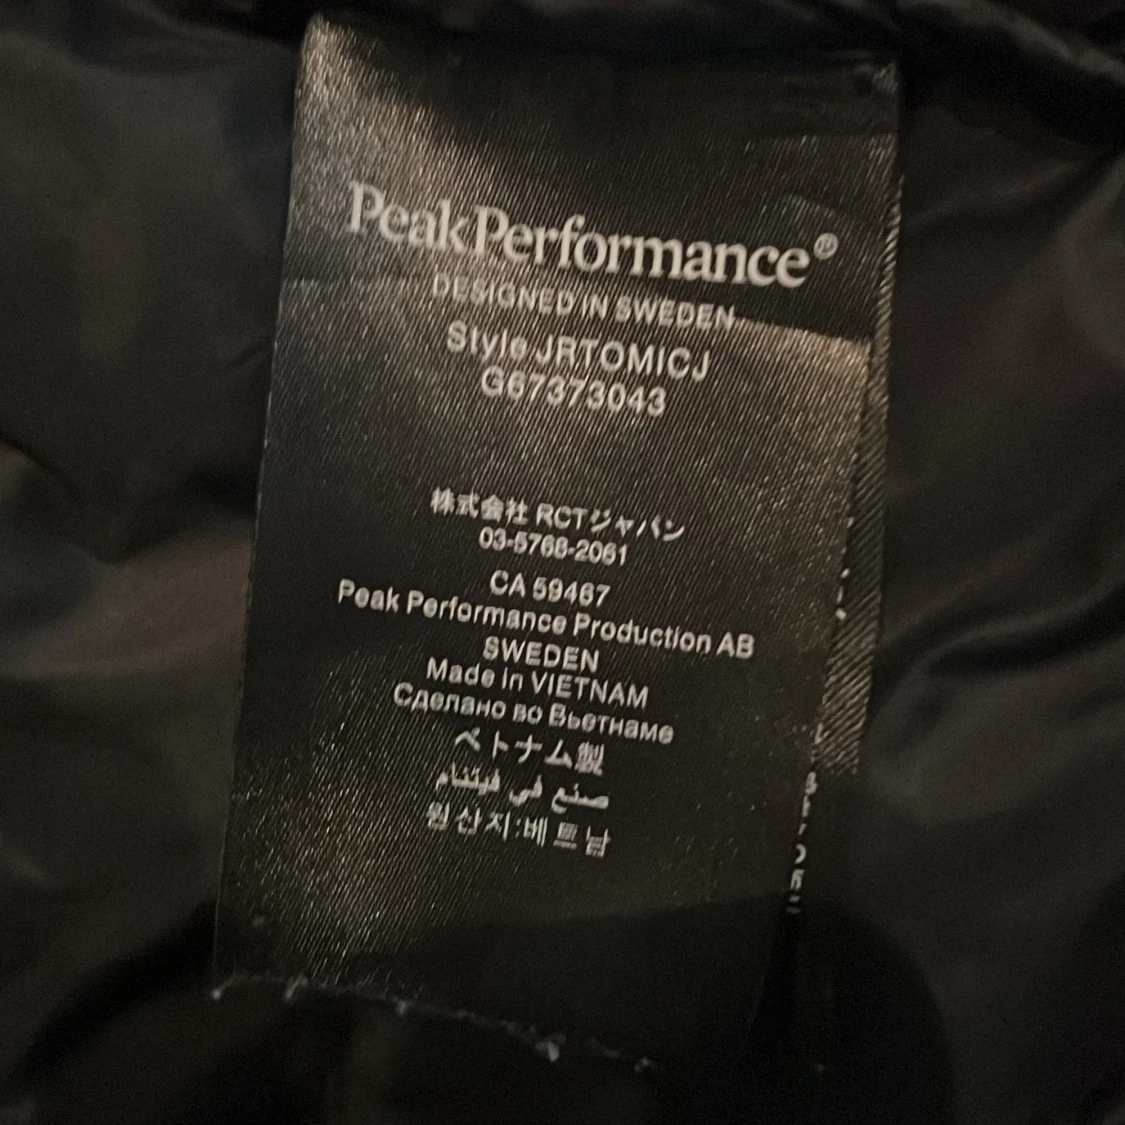 PeakPerformance®
DESIGNED IN SWEDEN
Style JRTOMICJ
G67373043
株式会社 RCTジャパン
03-5768-2061
CA 59467
Peak Performance Production AB
SWEDEN
Made in VIETNAM
Сделано во Вьетнаме
ベトナム製
صنع في فيتنام
원산지:베트남